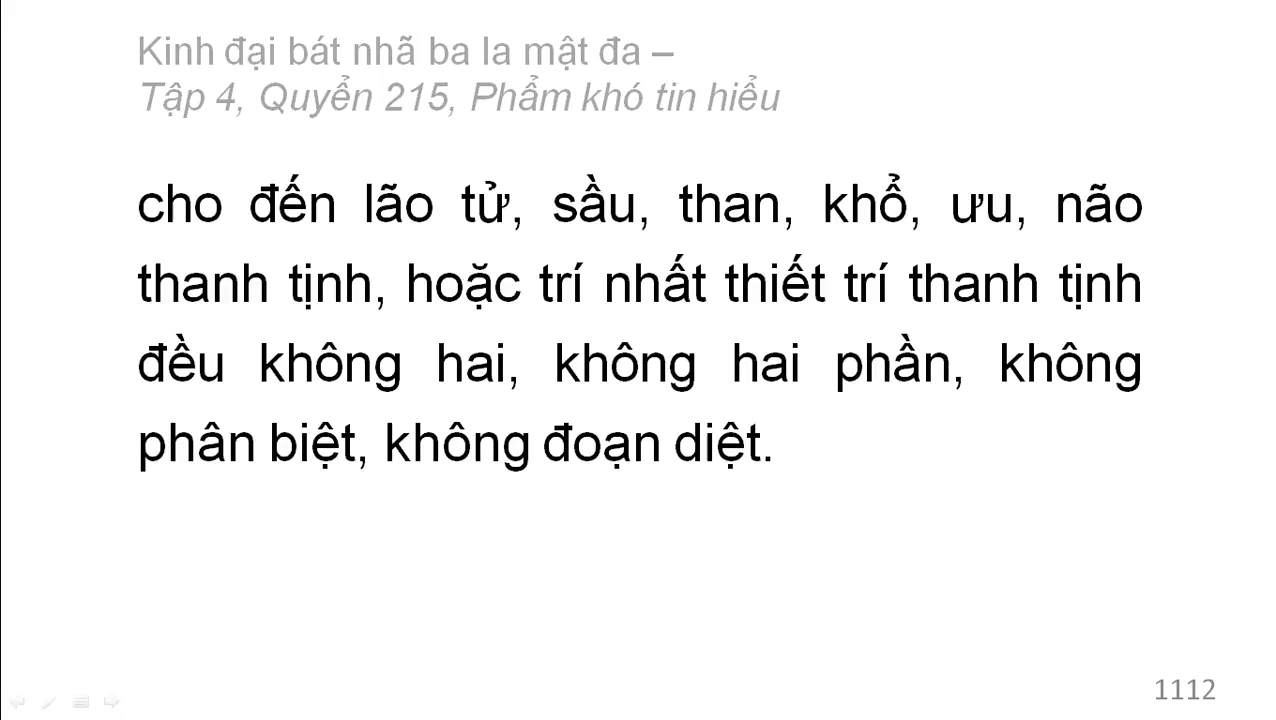 Kinh đại bát nhã ba la mật đa –
Tập 4, Quyển 215, Phẩm khó tin hiểu
cho đến lão tử, sầu, than, khổ, ưu, não
thanh tịnh, hoặc trí nhất thiết trí thanh tịnh
đều không hai, không hai phần, không
phân biệt, không đoạn diệt.
1112